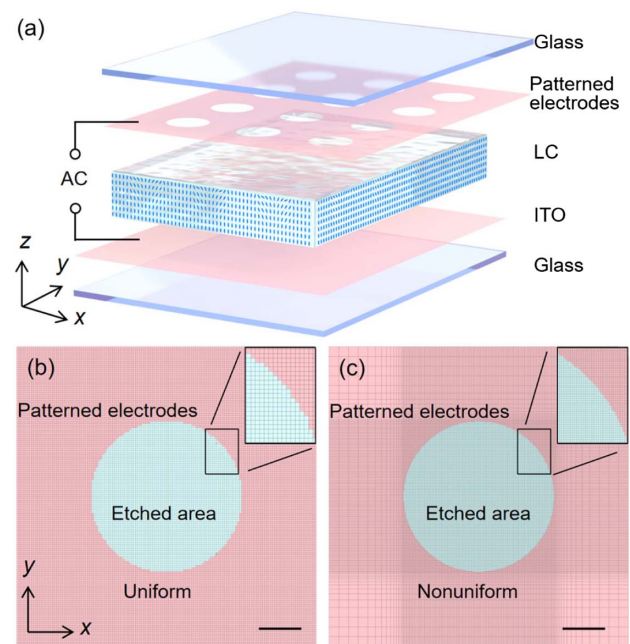 (a)
Glass
Patterned
electrodes
LC
AC
ITO
z
y
x
Glass
(b)
Patterned electrodes
Etched area
y
Uniform
x
(c)
Patterned electrodes
Etched area
Nonuniform